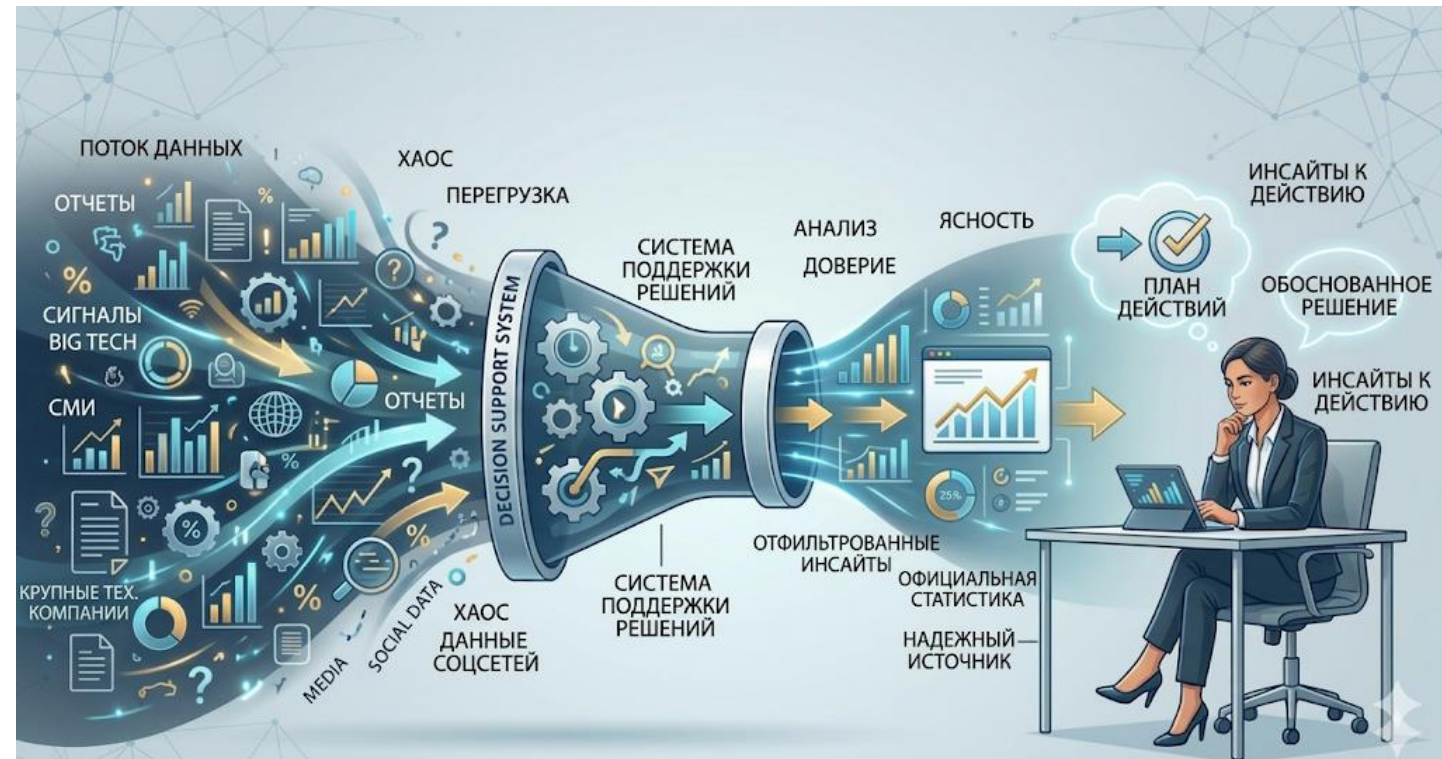 ПОТОК ДАННЫХ
ХАОС
ПЕРЕГРУЗКА
ОТЧЕТЫ
СИГНАЛЫ
BIG TECH
СМИ
ОТЧЕТЫ
КРУПНЫЕ ТЕХ.
КОМПАНИИ
MEDIA
SOCIAL DATA
ХАОС
ДАННЫЕ
СОЦСЕТЕЙ
DECISION SUPPORT SYSTEM
СИСТЕМА
ПОДДЕРЖКИ
РЕШЕНИЙ
СИСТЕМА
ПОДДЕРЖКИ
РЕШЕНИЙ
АНАЛИЗ
ДОВЕРИЕ
ЯСНОСТЬ
25%
ОТФИЛЬТРОВАННЫЕ
ИНСАЙТЫ
ОФИЦИАЛЬНАЯ
СТАТИСТИКА
НАДЕЖНЫЙ
ИСТОЧНИК
ПЛАН
ДЕЙСТВИЙ
ИНСАЙТЫ К
ДЕЙСТВИЮ
ОБОСНОВАННОЕ
РЕШЕНИЕ
ИНСАЙТЫ К
ДЕЙСТВИЮ